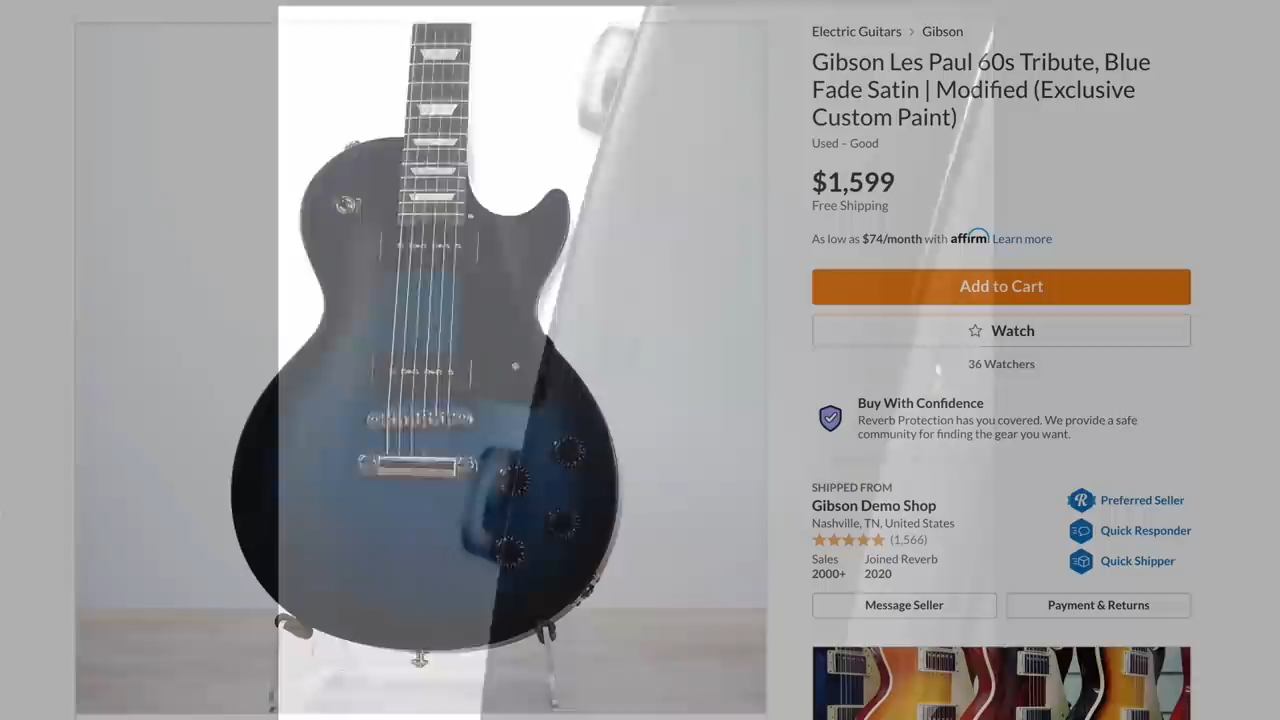 Electric Guitars > Gibson
Gibson Les Paul 60s Tribute, Blue
Fade Satin | Modified (Exclusive
Custom Paint)
Used – Good
$1,599
Free Shipping
As low as $74/month with affirm Learn more
Add to Cart
Watch
36 Watchers
Buy With Confidence
Reverb Protection has you covered. We provide a safe
community for finding the gear you want.
SHIPPED FROM
Gibson Demo Shop
Nashville, TN, United States
(1,566)
Sales Joined Reverb
2000+ 2020
Preferred Seller
Quick Responder
Quick Shipper
Message Seller Payment & Returns